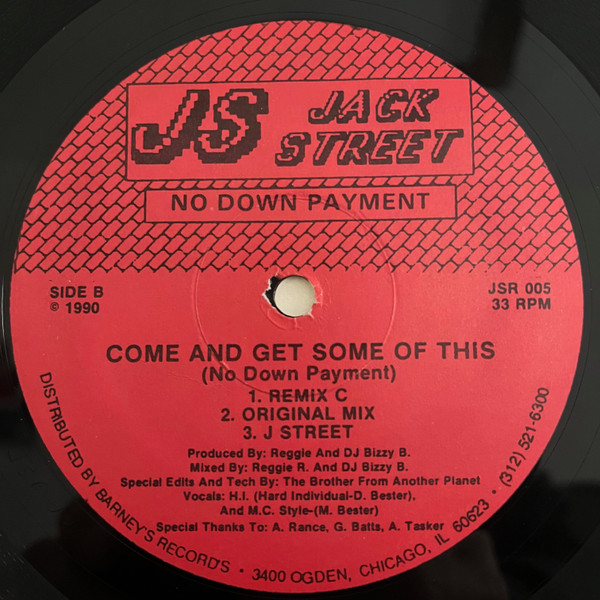 JS JACK
STREET
NO DOWN PAYMENT
SIDE B
© 1990
JSR 005
33 RPM
COME AND GET SOME OF THIS
(No Down Payment)
1. REMIX C
2. ORIGINAL MIX
3. J STREET
Produced By: Reggie And DJ Bizzy B.
Mixed By: Reggie R. And DJ Bizzy B.
Special Edits And Tech By: The Brother From Another Planet
Vocals: H.I. (Hard Individual-D. Bester),
And M.C. Style-(M. Bester)
Special Thanks To: A. Rance, G. Batts, A. Tasker
DISTRIBUTED BY BARNEY'S RECORD'S • 3400 OGDEN, CHICAGO, IL 60623 • (312) 521-6300